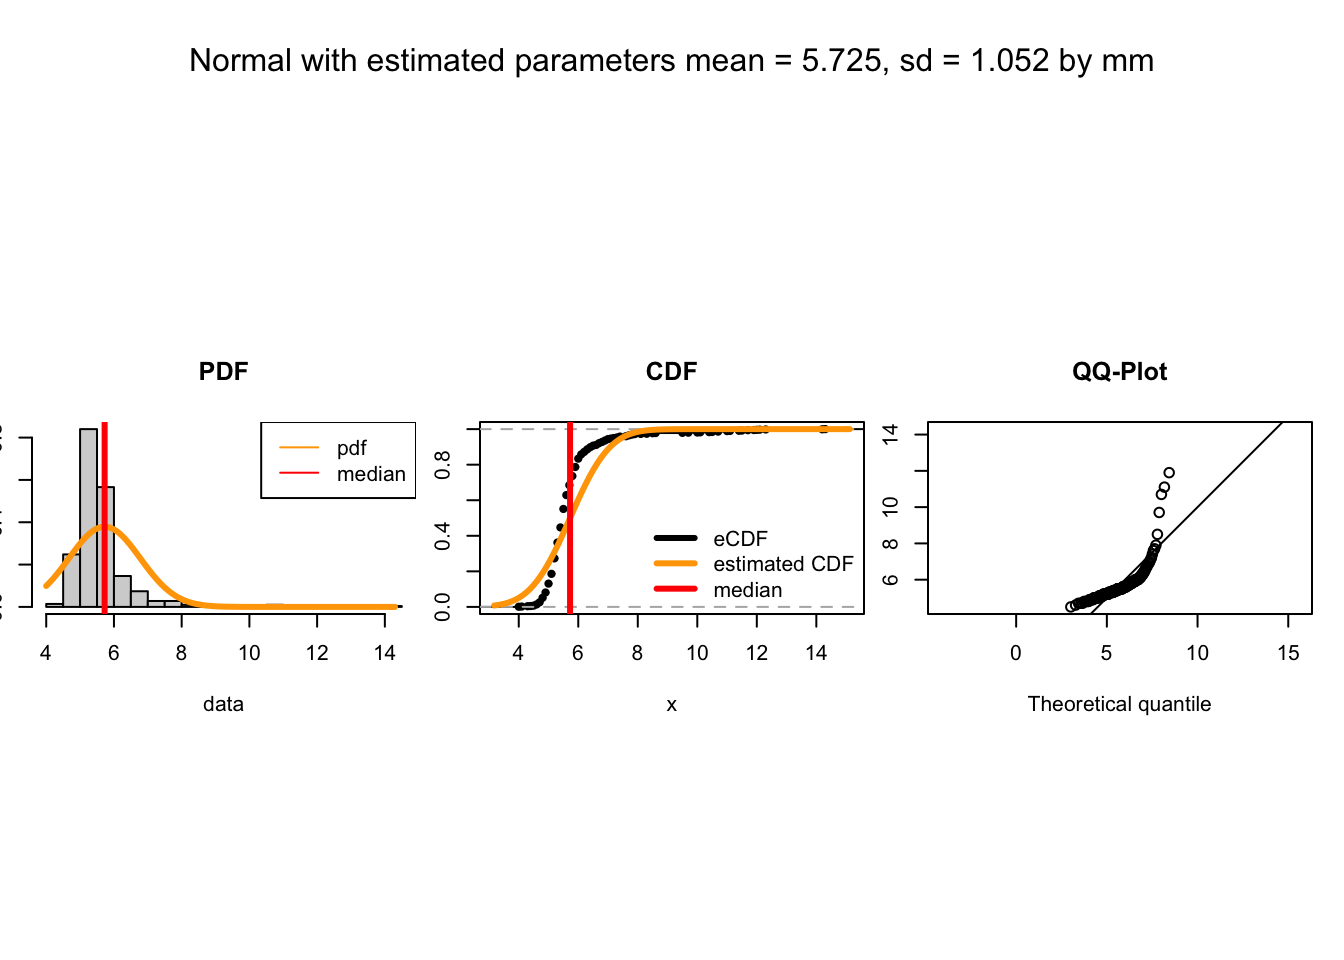 Normal with estimated parameters mean = 5.725, sd = 1.052 by mm
PDF
pdf
median
4 6 8 10 12 14
data
CDF
0.0 0.4 0.8
eCDF
estimated CDF
median
4 6 8 10 12 14
x
QQ-Plot
6 8 10 14
0 5 10 15
Theoretical quantile